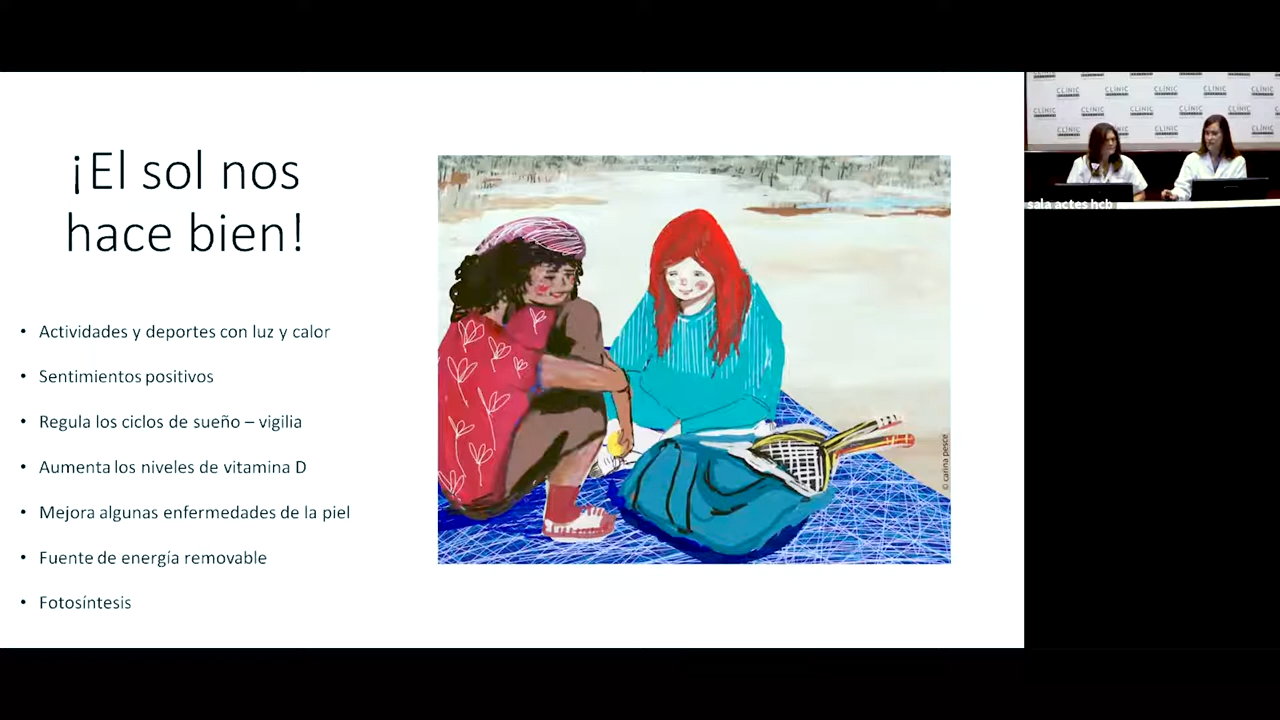 ¡El sol nos
hace bien!
• Actividades y deportes con luz y calor
• Sentimientos positivos
• Regula los ciclos de sueño – vigilia
• Aumenta los niveles de vitamina D
• Mejora algunas enfermedades de la piel
• Fuente de energía removable
• Fotosíntesis
© carina pesce
CLÍNIC
sala actes hcb